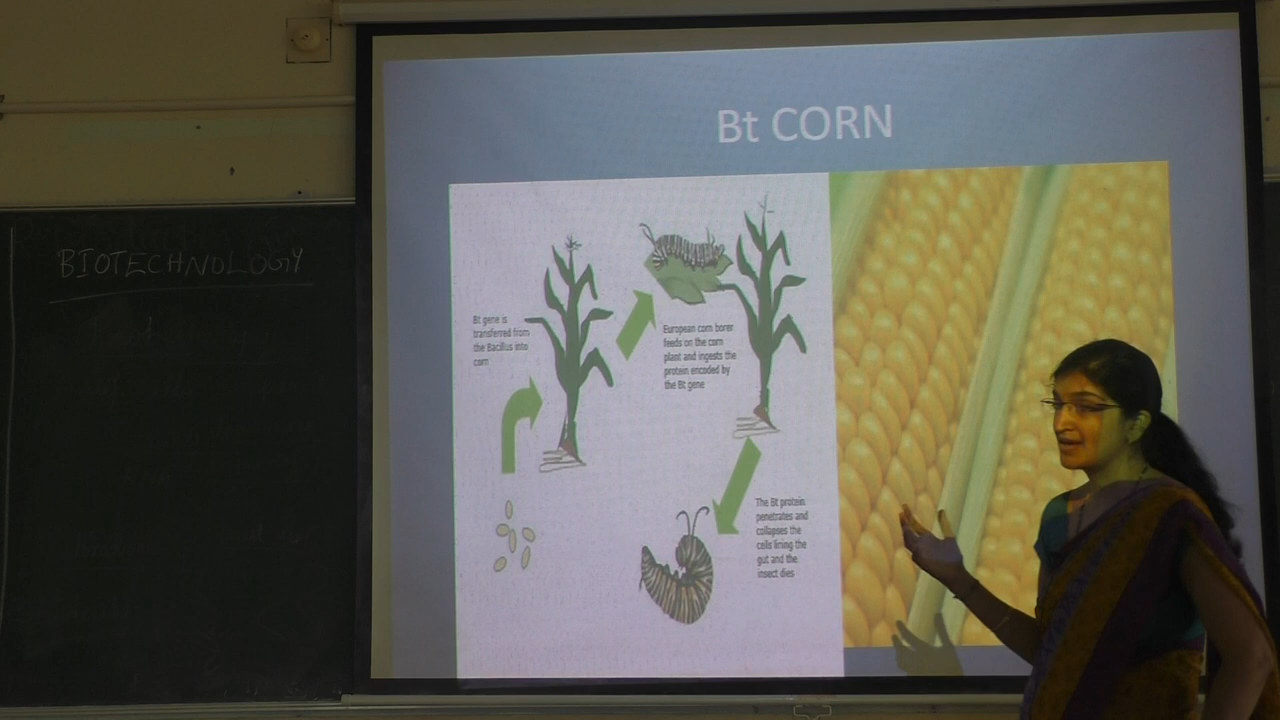 BIOTECHNOLOGY
Bt CORN
Bt gene is
transferred from
the Bacillus into
corn
European corn borer
feeds on the corn
plant and ingests the
protein encoded by
the Bt gene
The Bt protein
penetrates and
collapses the
cells lining the
gut and the
insect dies